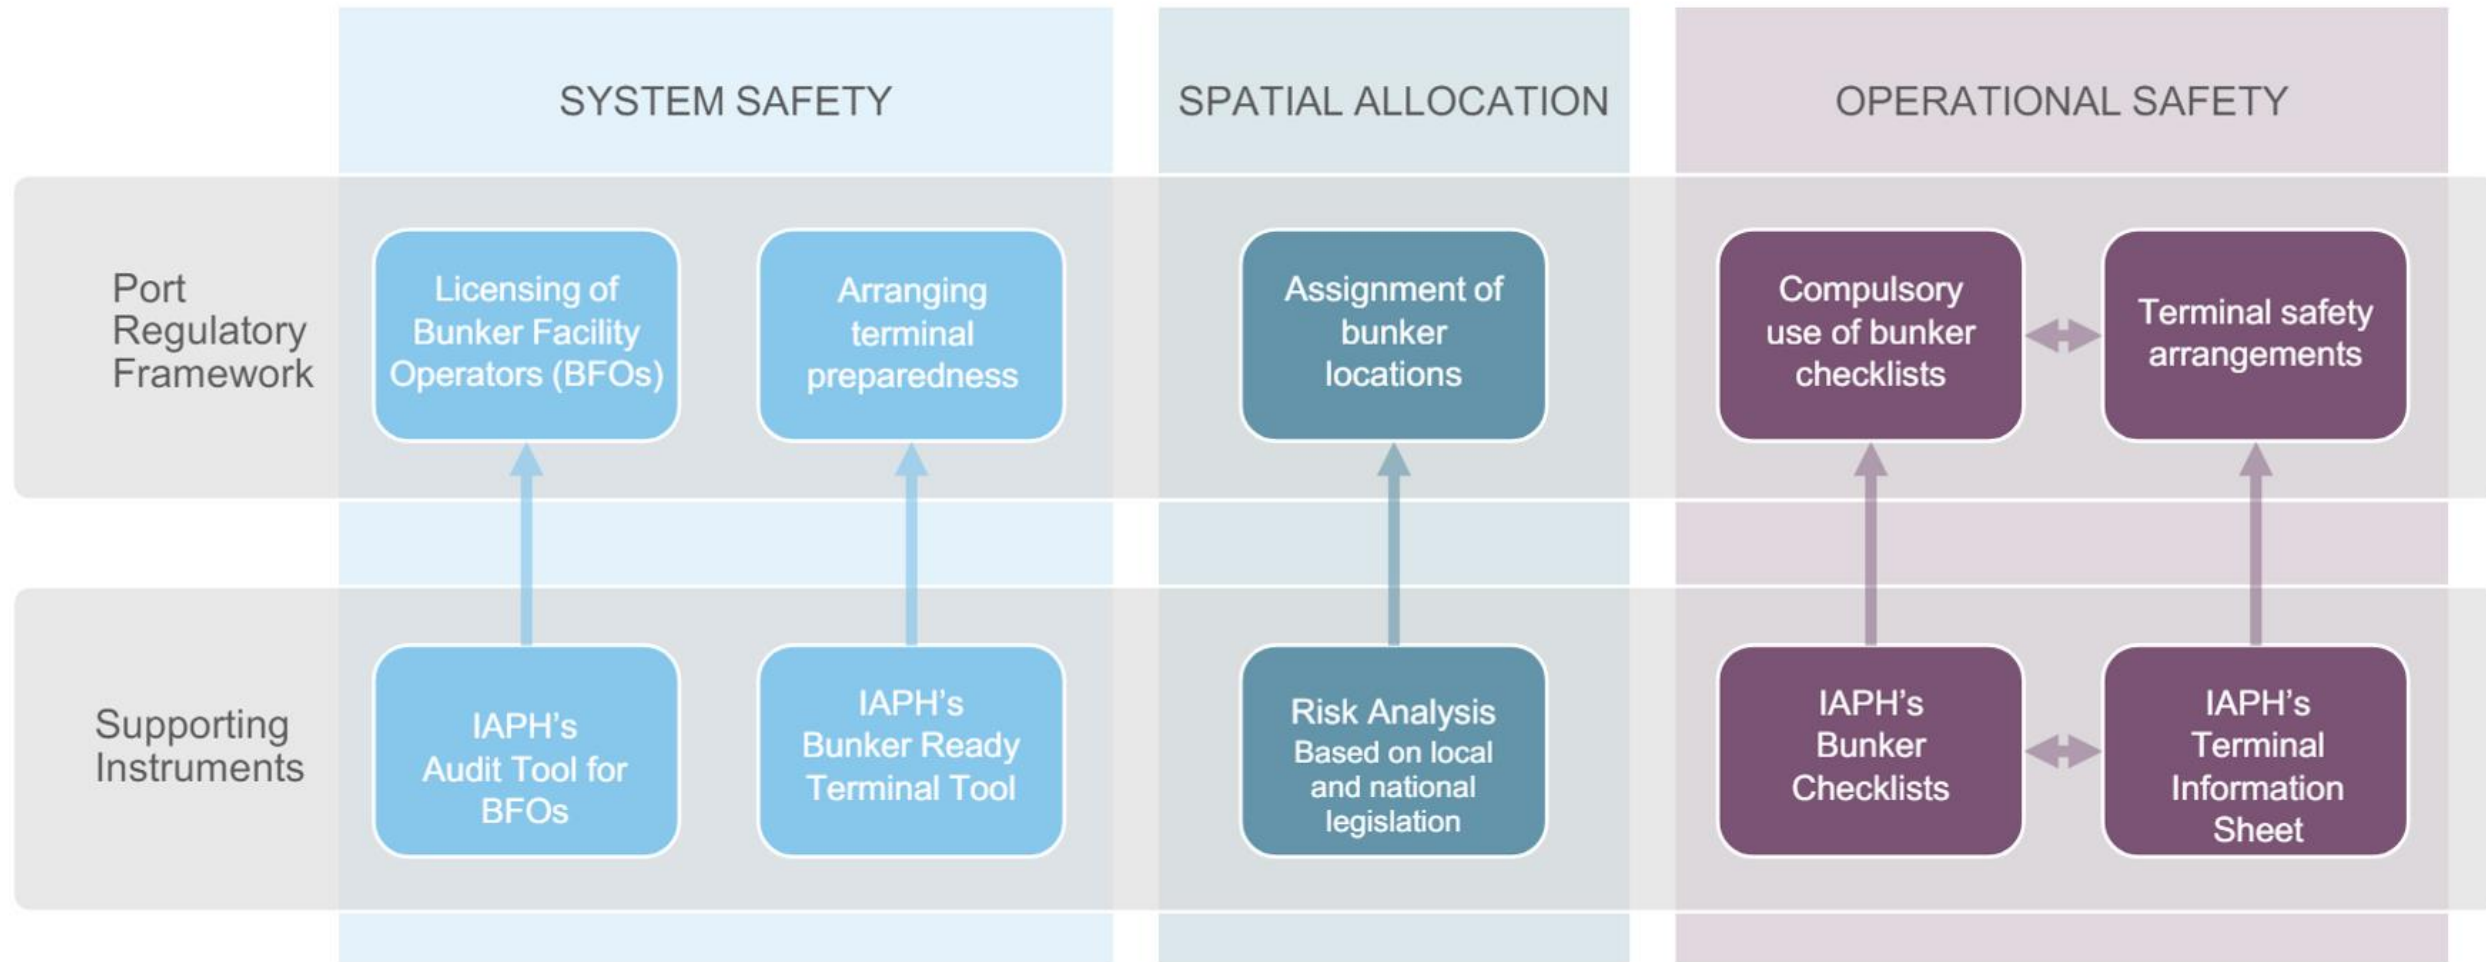 SYSTEM SAFETY
SPATIAL ALLOCATION
OPERATIONAL SAFETY
Port
Regulatory
Framework
Licensing of
Bunker Facility
Operators (BFOs)
Arranging
terminal
preparedness
Assignment of
bunker
locations
Compulsory
use of bunker
checklists
Terminal safety
arrangements
Supporting
Instruments
IAPH’s
Audit Tool for
BFOs
IAPH’s
Bunker Ready
Terminal Tool
Risk Analysis
Based on local
and national
legislation
IAPH’s
Bunker
Checklists
IAPH’s
Terminal
Information
Sheet